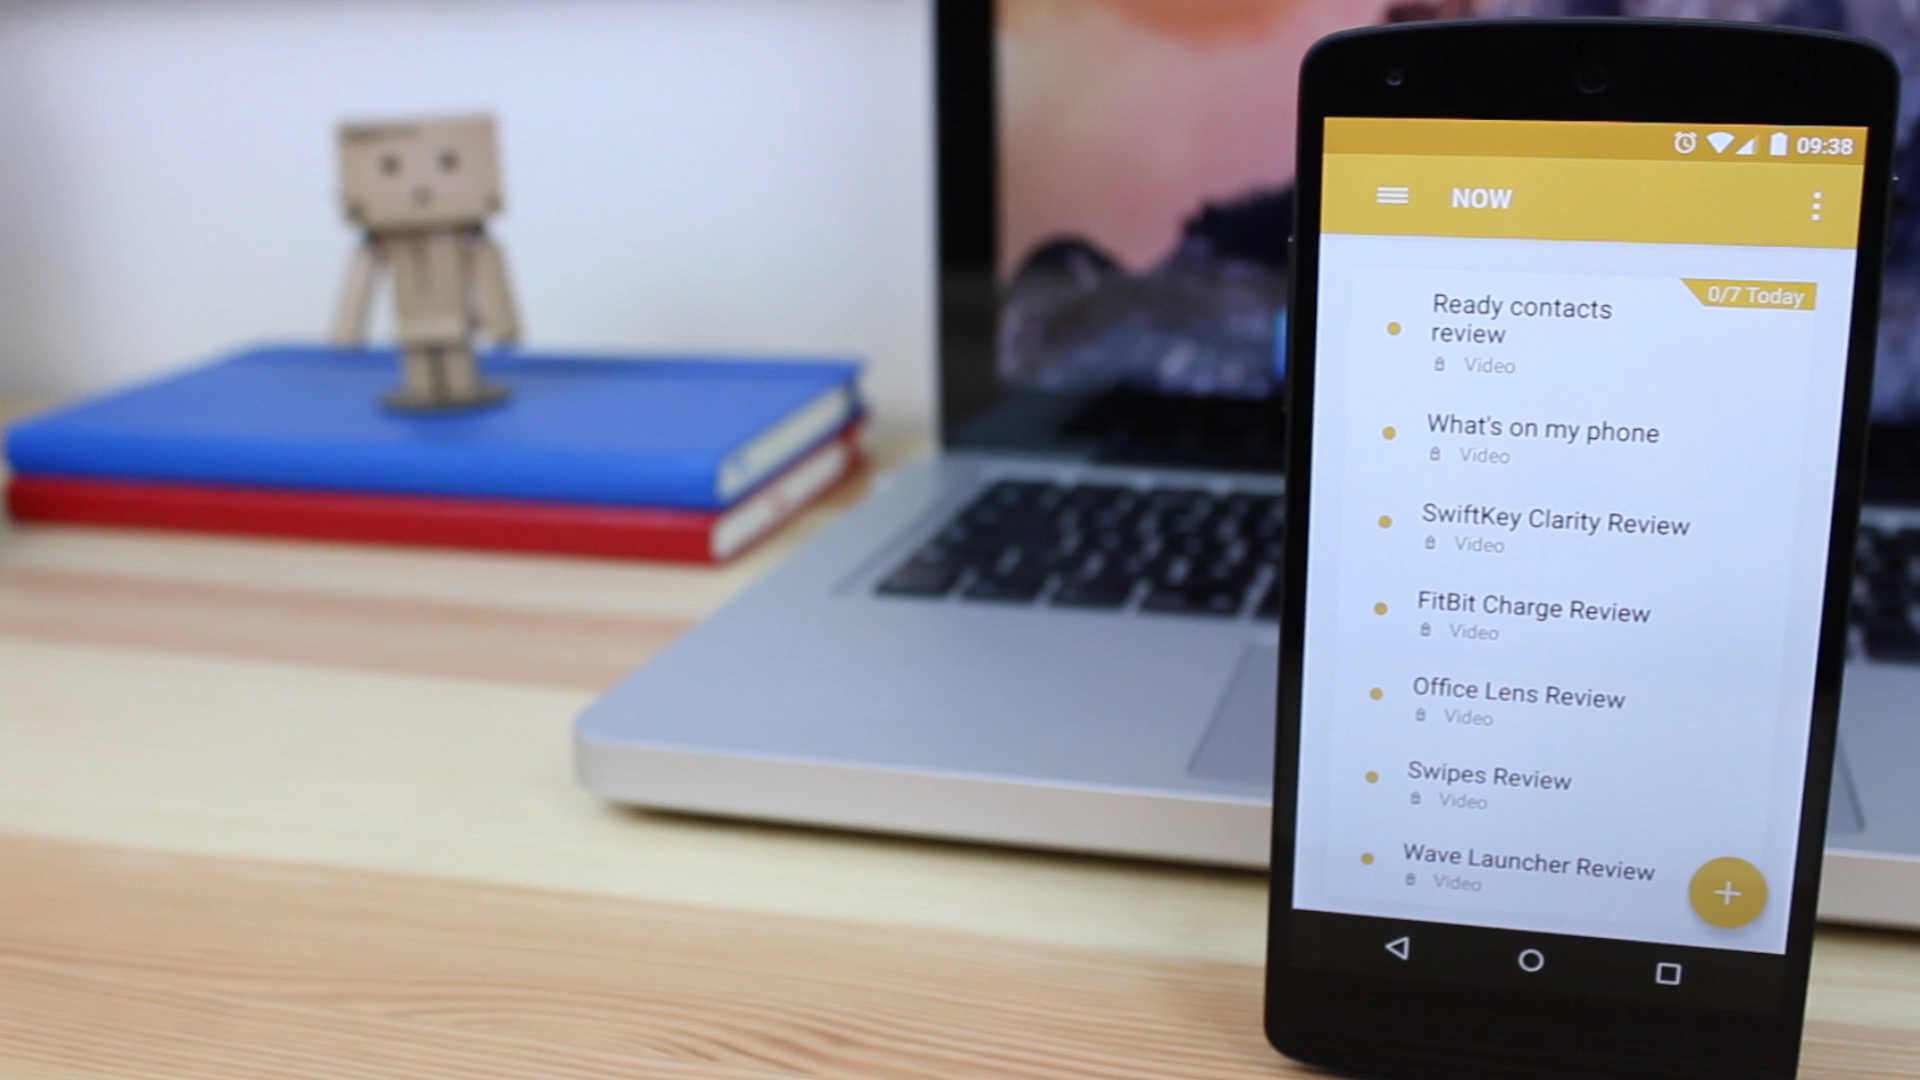 09:38
NOW
0/7 Today
Ready contacts
review
Video
What's on my phone
Video
SwiftKey Clarity Review
Video
FitBit Charge Review
Video
Office Lens Review
Video
Swipes Review
Video
Wave Launcher Review
Video